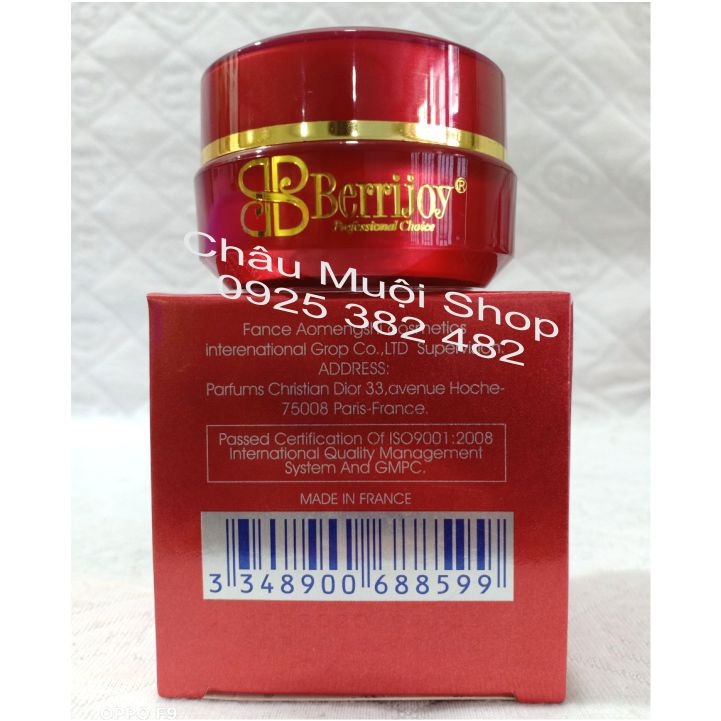 Berrijoy®
Professional Choice
Châu Muội Shop
0925 382 482
Fance Aomengsi Cosmetics
interenational Grop Co.,LTD Supervision.
ADDRESS:
Parfums Christian Dior 33,avenue Hoche-
75008 Paris-France.
Passed Certification Of ISO9001:2008
International Quality Management
System And GMPC.
MADE IN FRANCE
3 348900 688599
OPPO F9